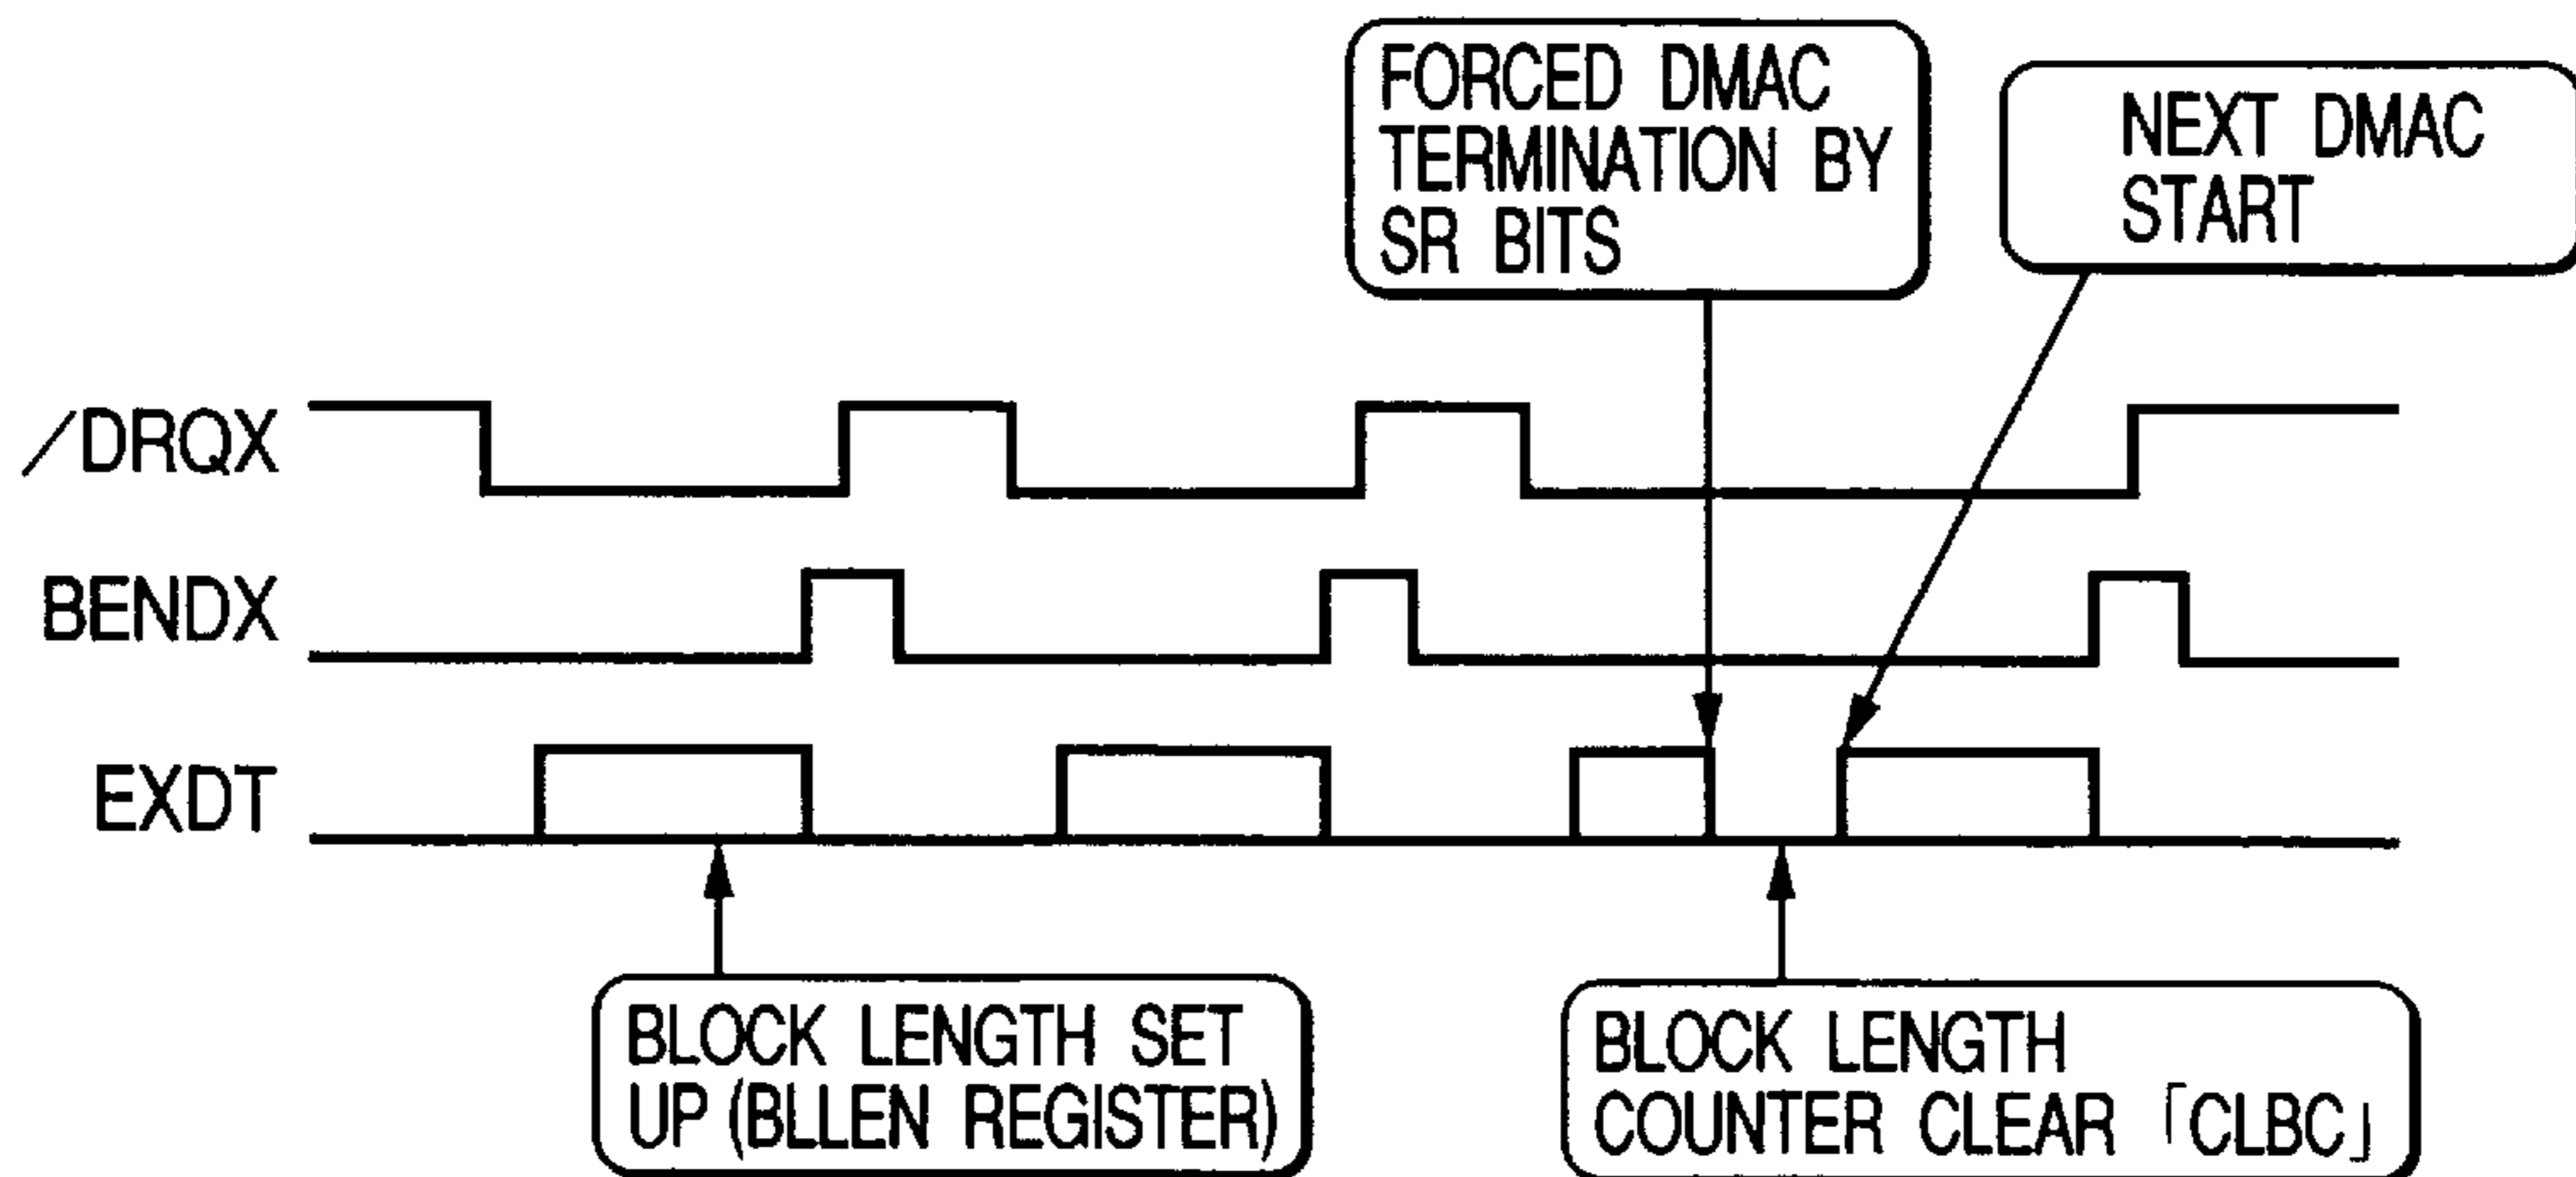 FORCED DMAC
TERMINATION BY
SR BITS
NEXT DMAC
START
/DRQX
BENDX
EXDT
BLOCK LENGTH SET
UP (BLLEN REGISTER)
BLOCK LENGTH
COUNTER CLEAR 「CLBC」